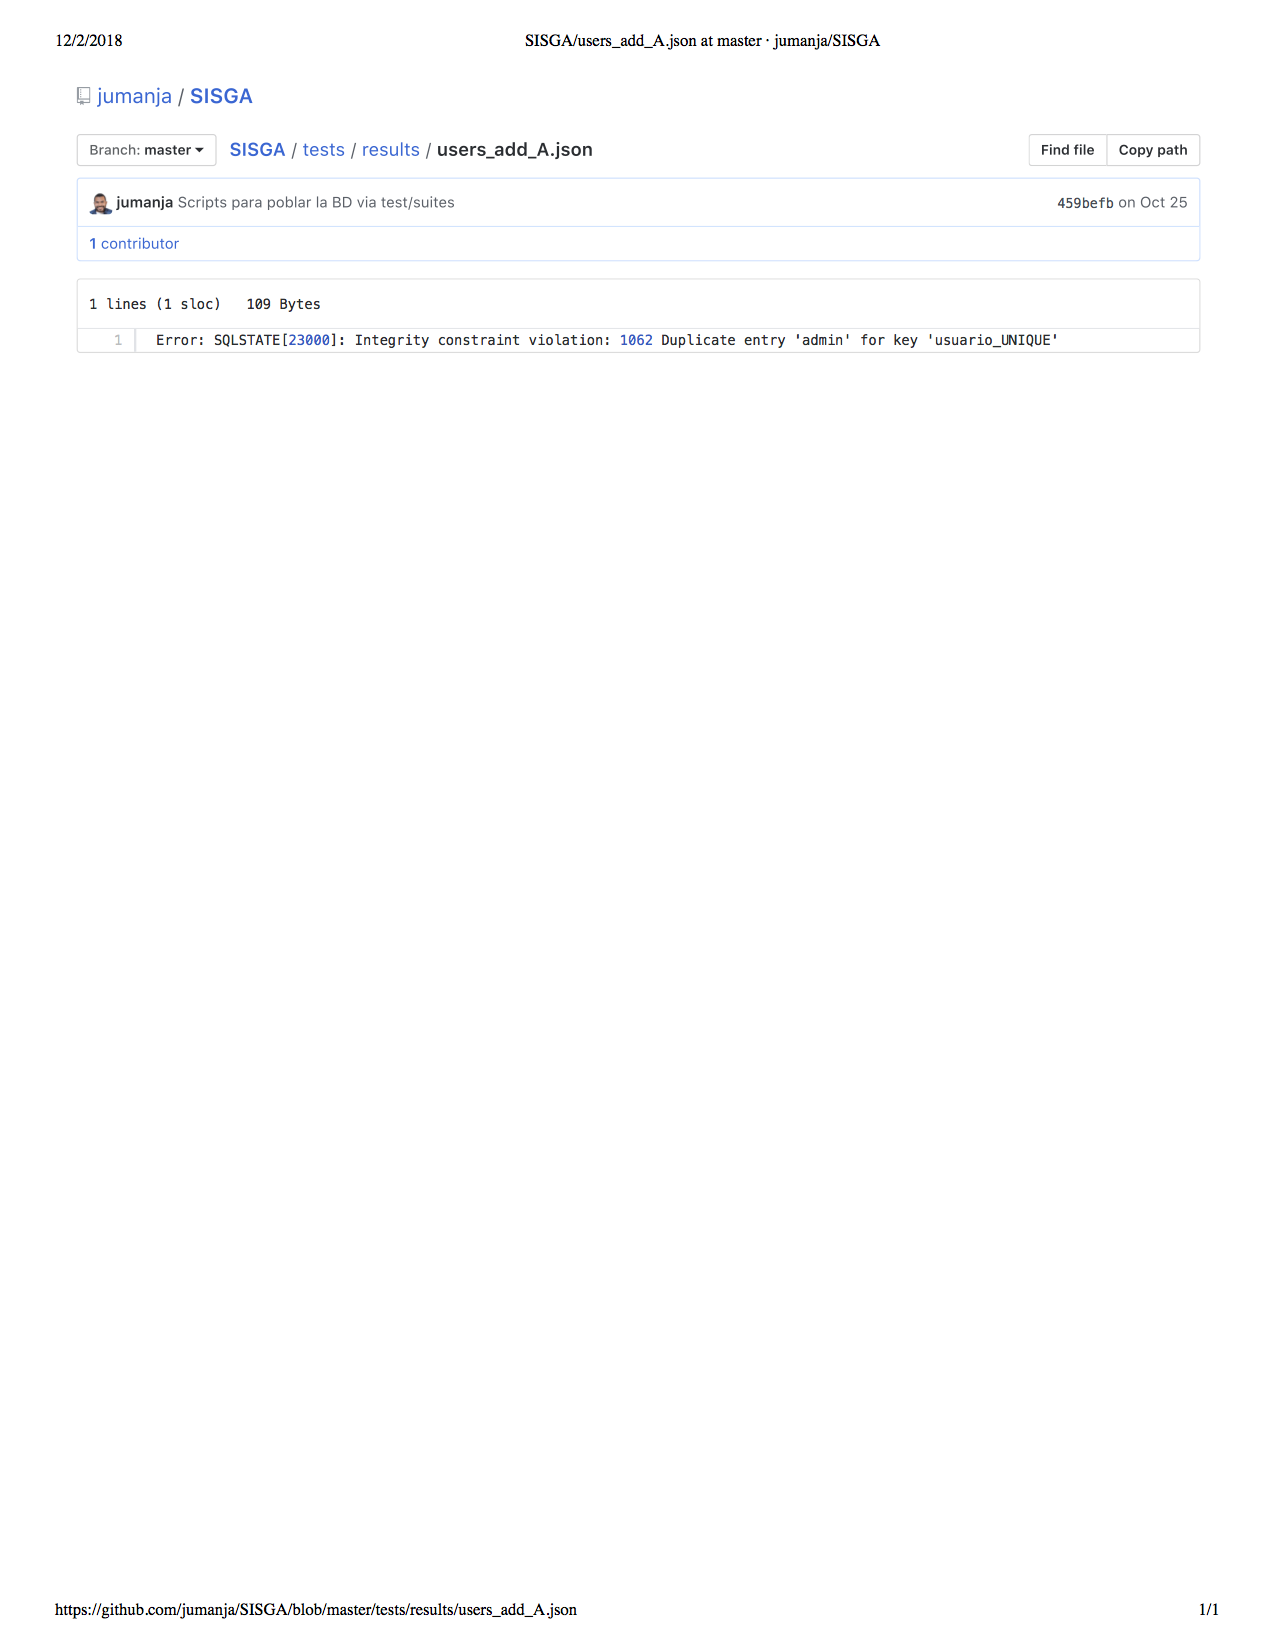 12/2/2018 SISGA/users_add_A.json at master · jumanja/SISGA
jumanja / SISGA
Branch: master SISGA / tests / results / users_add_A.json Find file Copy path
jumanja Scripts para poblar la BD via test/suites 459befb on Oct 25
1 contributor
1 lines (1 sloc) 109 Bytes
1 Error: SQLSTATE[23000]: Integrity constraint violation: 1062 Duplicate entry 'admin' for key 'usuario_UNIQUE'
https://github.com/jumanja/SISGA/blob/master/tests/results/users_add_A.json 1/1